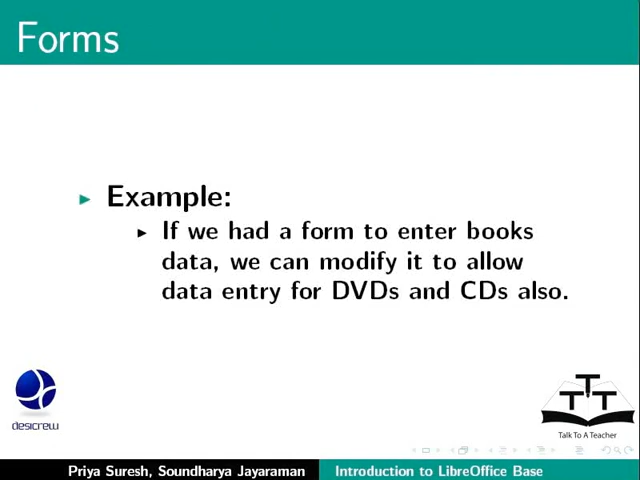 Forms
Example:
If we had a form to enter books
data, we can modify it to allow
data entry for DVDs and CDs also.
desicrew
TTT
Talk To A Teacher
Priya Suresh, Soundharya Jayaraman
Introduction to LibreOffice Base